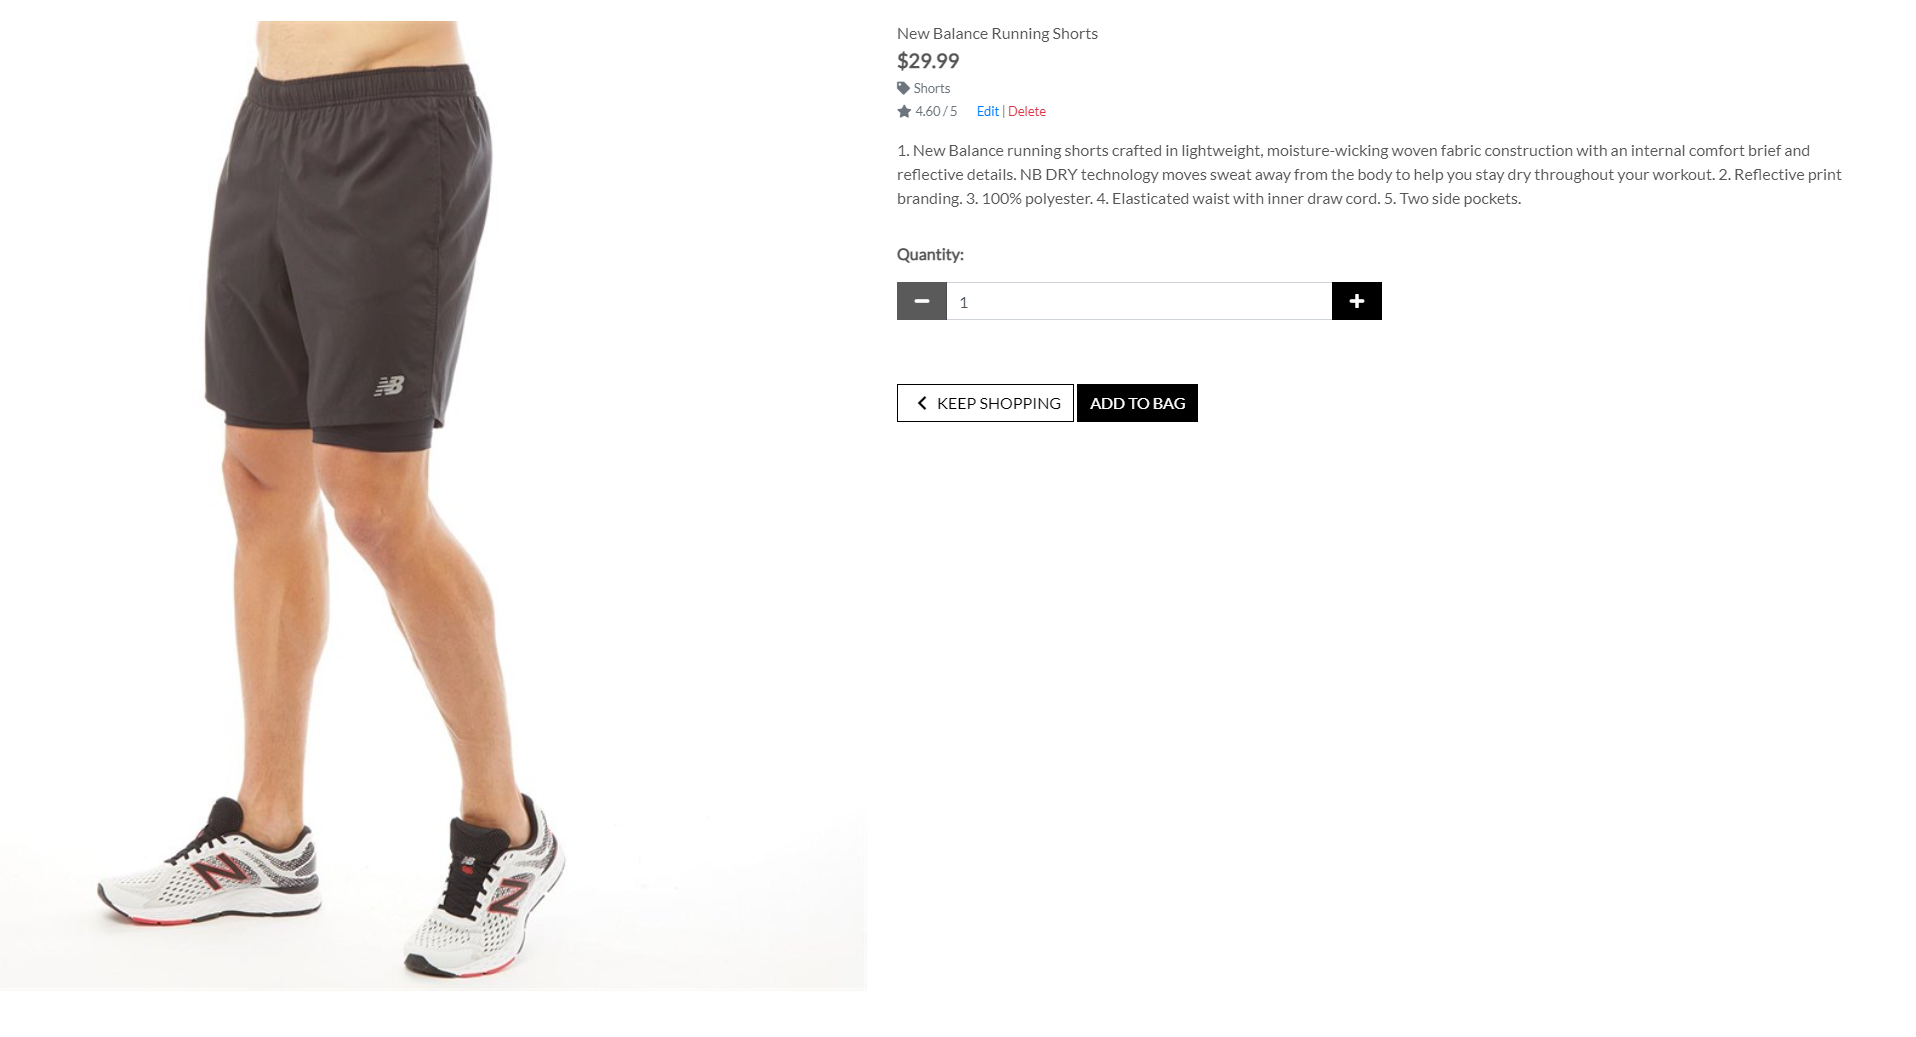 New Balance Running Shorts
$29.99
Shorts
4.60 / 5 Edit | Delete
1. New Balance running shorts crafted in lightweight, moisture-wicking woven fabric construction with an internal comfort brief and
reflective details. NB DRY technology moves sweat away from the body to help you stay dry throughout your workout. 2. Reflective print
branding. 3. 100% polyester. 4. Elasticated waist with inner draw cord. 5. Two side pockets.
Quantity:
1
KEEP SHOPPING ADD TO BAG
NB
N
NB
N